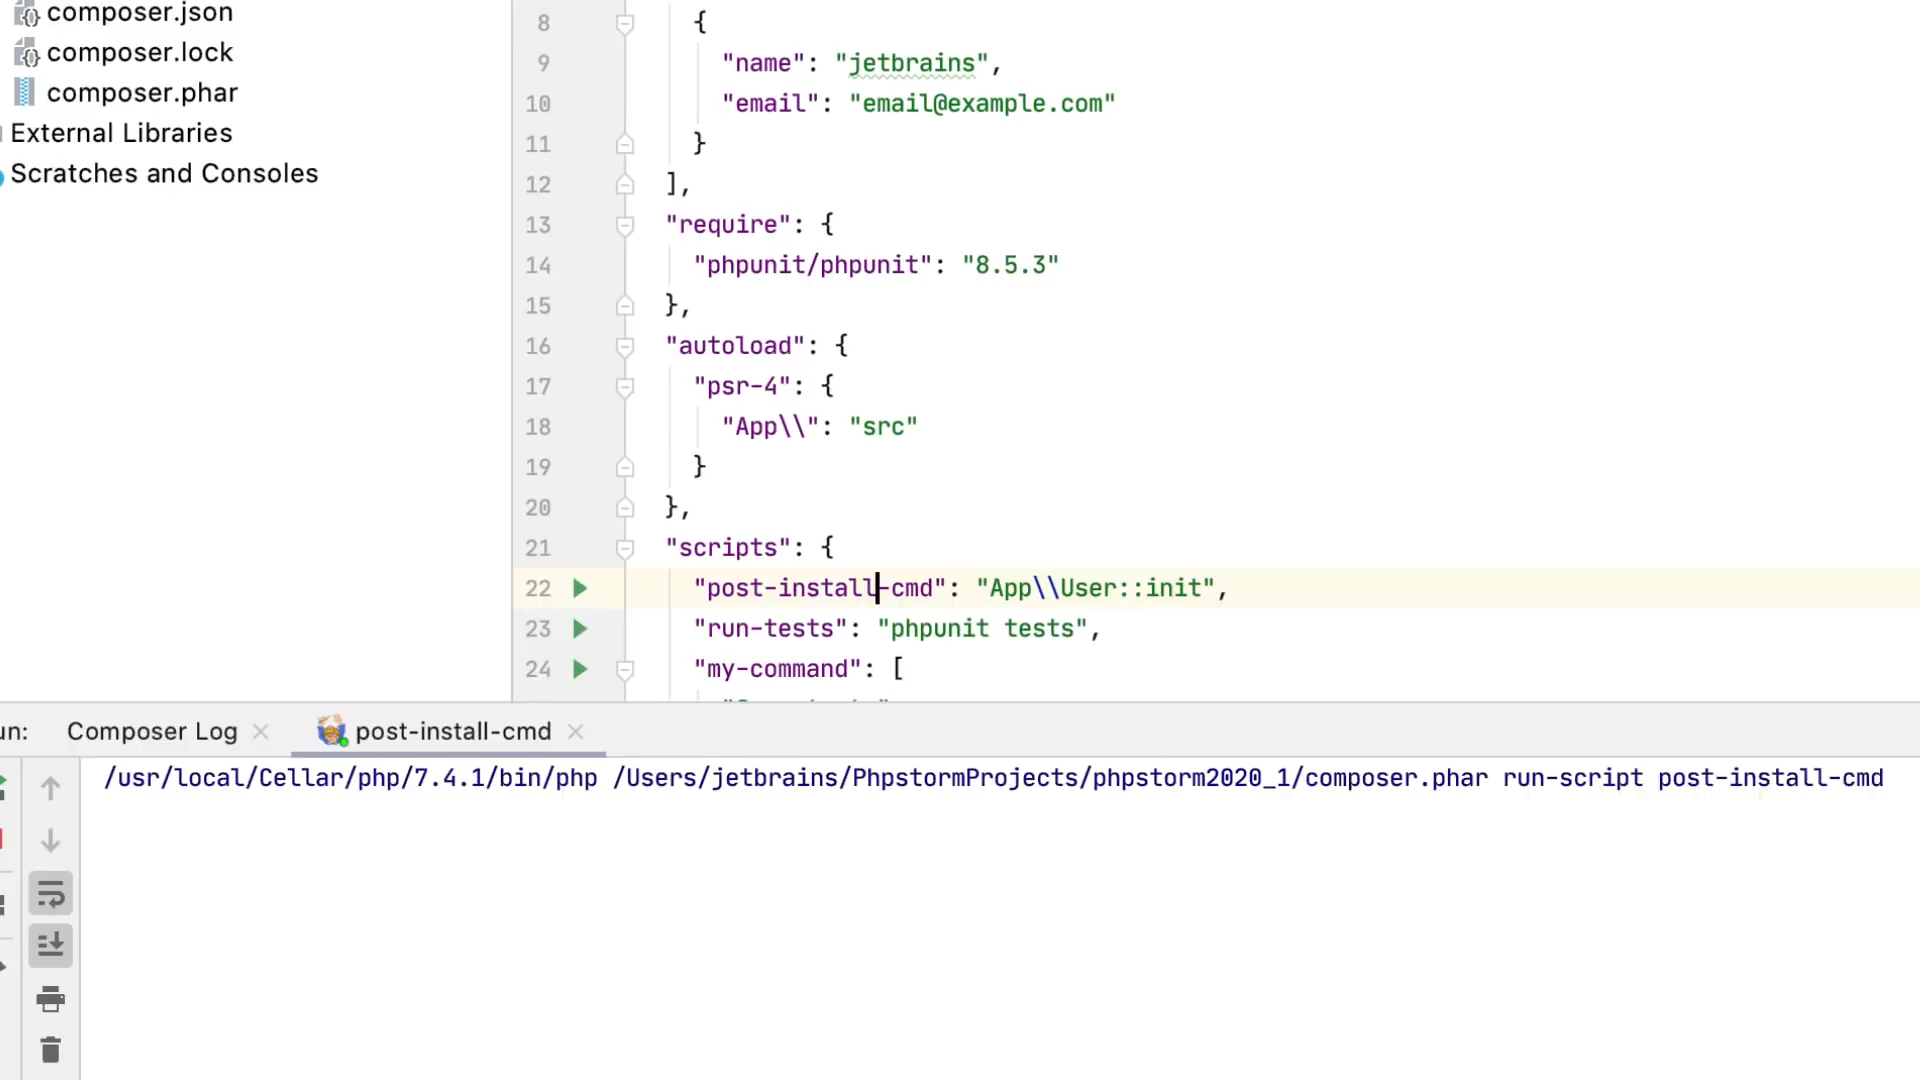 composer.json
composer.lock
composer.phar
External Libraries
Scratches and Consoles
8 {
9 "name": "jetbrains",
10 "email": "email@example.com"
11 }
12 ],
13 "require": {
14 "phpunit/phpunit": "8.5.3"
15 },
16 "autoload": {
17 "psr-4": {
18 "App\\": "src"
19 }
20 },
21 "scripts": {
22 "post-install-cmd": "App\\User::init",
23 "run-tests": "phpunit tests",
24 "my-command": [
un: Composer Log post-install-cmd
/usr/local/Cellar/php/7.4.1/bin/php /Users/jetbrains/PhpstormProjects/phpstorm2020_1/composer.phar run-script post-install-cmd